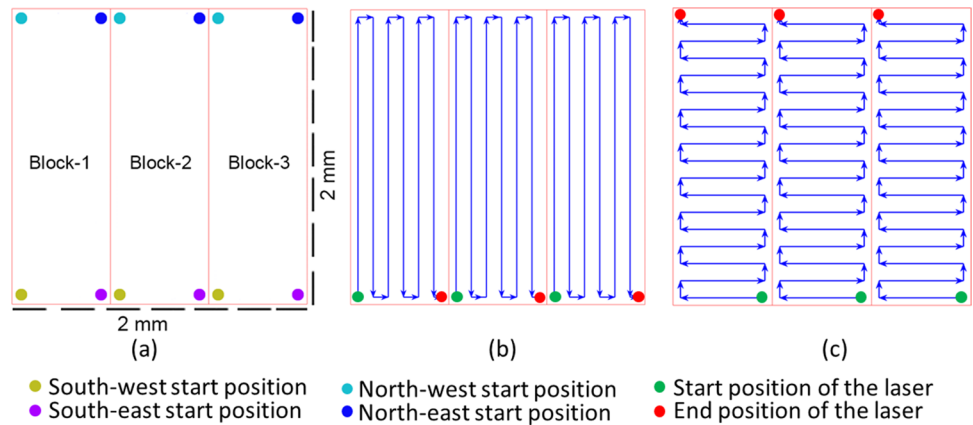 Block-1 Block-2 Block-3
2 mm
2 mm
(a) (b) (c)
South-west start position North-west start position Start position of the laser
South-east start position North-east start position End position of the laser